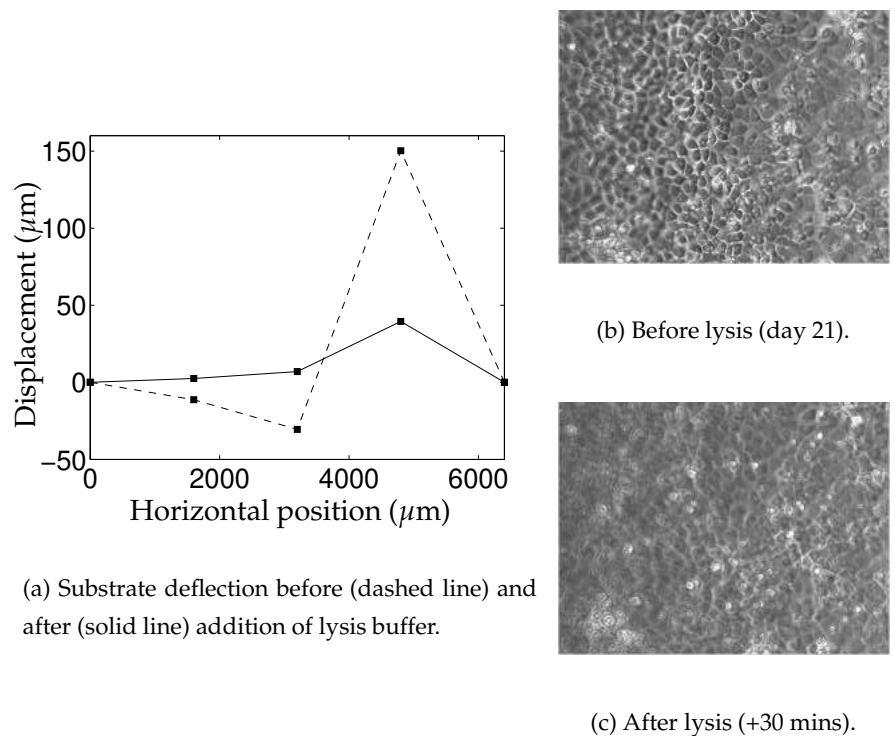 150
100
50
0
−50
Displacement (μm)
0
2000
4000
6000
Horizontal position (μm)
(a) Substrate deflection before (dashed line) and
after (solid line) addition of lysis buffer.
(b) Before lysis (day 21).
(c) After lysis (+30 mins).